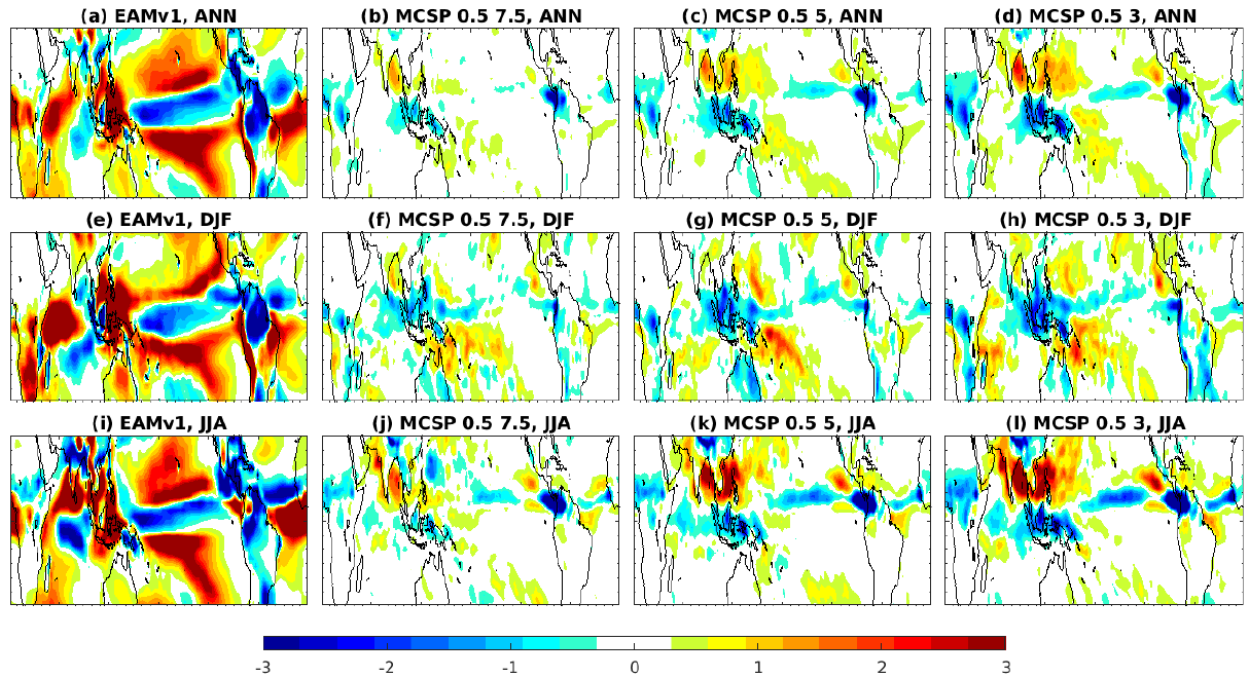 (a) EAMv1, ANN
(b) MCSP 0.5 7.5, ANN
(c) MCSP 0.5 5, ANN
(d) MCSP 0.5 3, ANN
(e) EAMv1, DJF
(f) MCSP 0.5 7.5, DJF
(g) MCSP 0.5 5, DJF
(h) MCSP 0.5 3, DJF
(i) EAMv1, JJA
(j) MCSP 0.5 7.5, JJA
(k) MCSP 0.5 5, JJA
(l) MCSP 0.5 3, JJA
-3 -2 -1 0 1 2 3